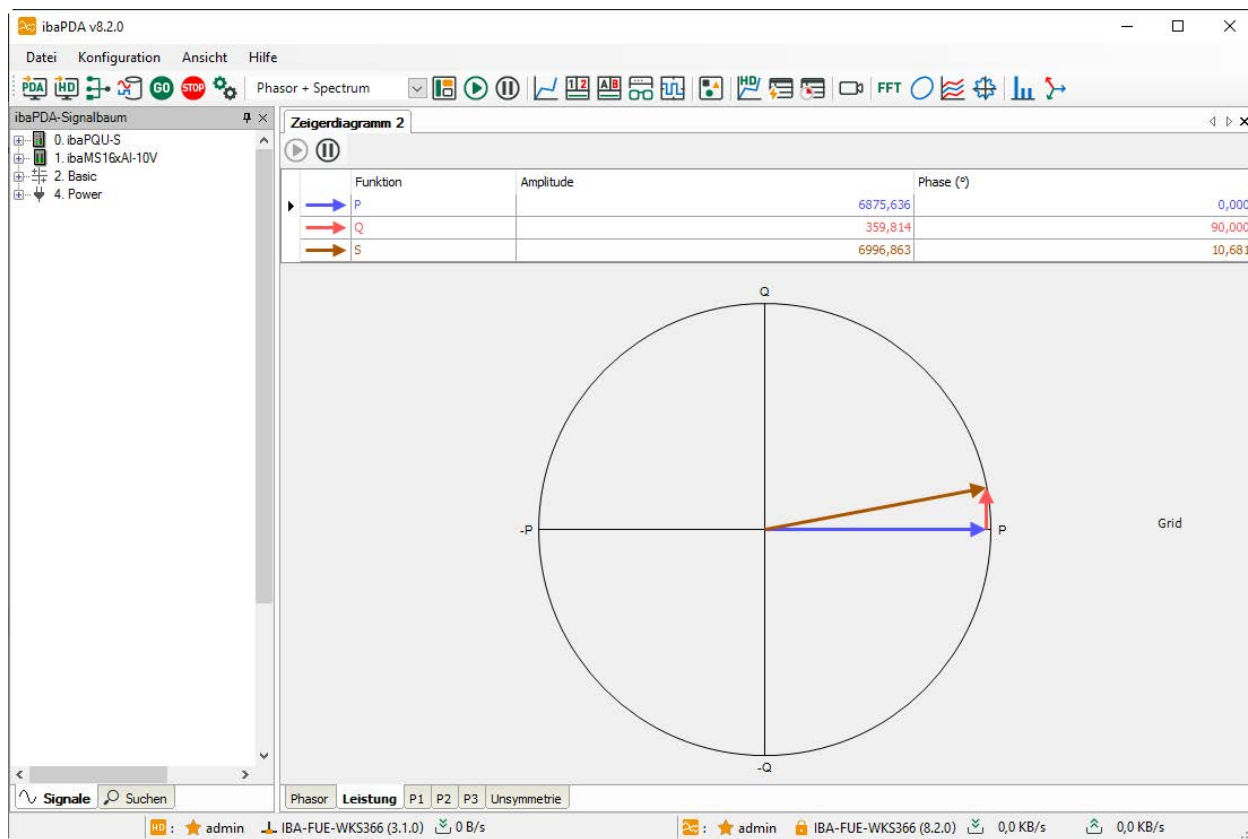 ibaPDA v8.2.0
Datei Konfiguration Ansicht Hilfe
PDA HD GO STOP Phasor + Spectrum 12 AB HD FFT
ibaPDA-Signalbaum
0. ibaPQU-S
1. ibaMS16xAI-10V
2. Basic
4. Power
Signale Suchen
Zeigerdiagramm 2
Funktion Amplitude Phase (°)
P 6875,636 0,000
Q 359,814 90,000
S 6996,863 10,681
Q
-P P
-Q
Grid
Phasor Leistung P1 P2 P3 Unsymmetrie
HD : admin IBA-FUE-WKS366 (3.1.0) 0 B/s : admin IBA-FUE-WKS366 (8.2.0) 0,0 KB/s 0,0 KB/s